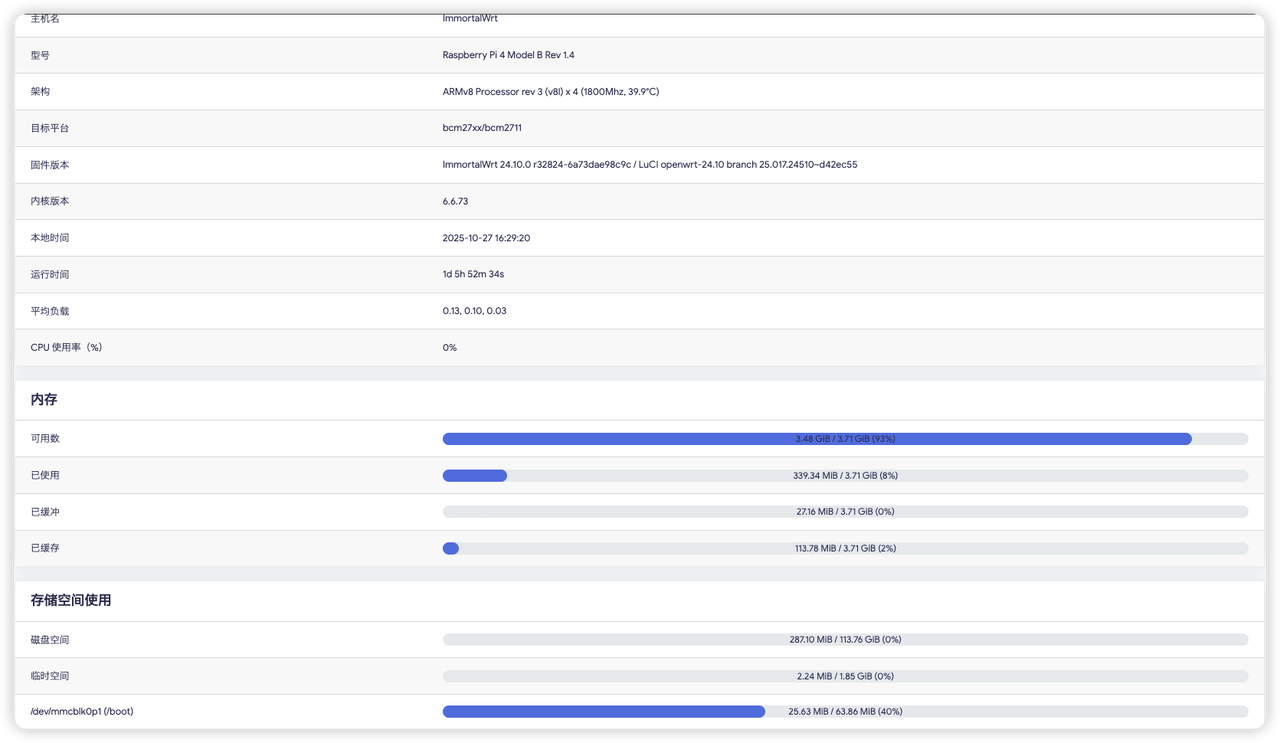 主机名 ImmortalWrt
型号 Raspberry Pi 4 Model B Rev 1.4
架构 ARMv8 Processor rev 3 (v8l) x 4 (1800Mhz, 39.9°C)
目标平台 bcm27xx/bcm2711
固件版本 ImmortalWrt 24.10.0 r32824-6a73dae98c9c / LuCI openwrt-24.10 branch 25.017.24510~d42ec55
内核版本 6.6.73
本地时间 2025-10-27 16:29:20
运行时间 1d 5h 52m 34s
平均负载 0.13, 0.10, 0.03
CPU 使用率（%） 0%
内存
可用数 3.48 GiB / 3.71 GiB (93%)
已使用 339.34 MiB / 3.71 GiB (8%)
已缓冲 27.16 MiB / 3.71 GiB (0%)
已缓存 113.78 MiB / 3.71 GiB (2%)
存储空间使用
磁盘空间 287.10 MiB / 113.76 GiB (0%)
临时空间 2.24 MiB / 1.85 GiB (0%)
/dev/mmcblk0p1 (/boot) 25.63 MiB / 63.86 MiB (40%)